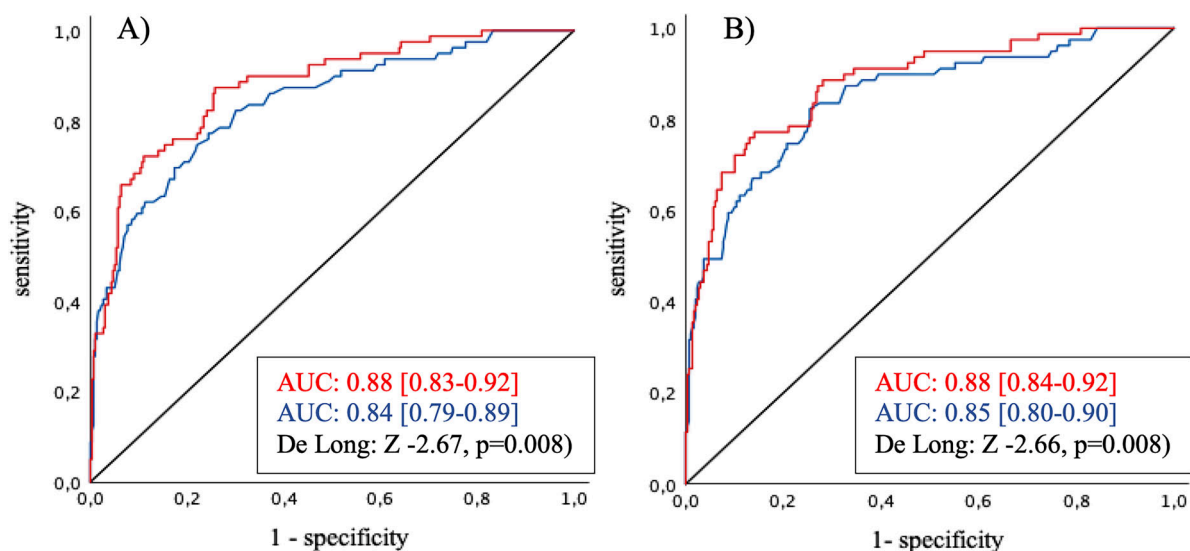 A)
1,0
0,8
0,6
0,4
0,2
0,0
sensitivity
AUC: 0.88 [0.83-0.92]
AUC: 0.84 [0.79-0.89]
De Long: Z -2.67, p=0.008)
0,0 0,2 0,4 0,6 0,8 1,0
1 - specificity
B)
1,0
0,8
0,6
0,4
0,2
0,0
sensitivity
AUC: 0.88 [0.84-0.92]
AUC: 0.85 [0.80-0.90]
De Long: Z -2.66, p=0.008)
0,0 0,2 0,4 0,6 0,8 1,0
1- specificity